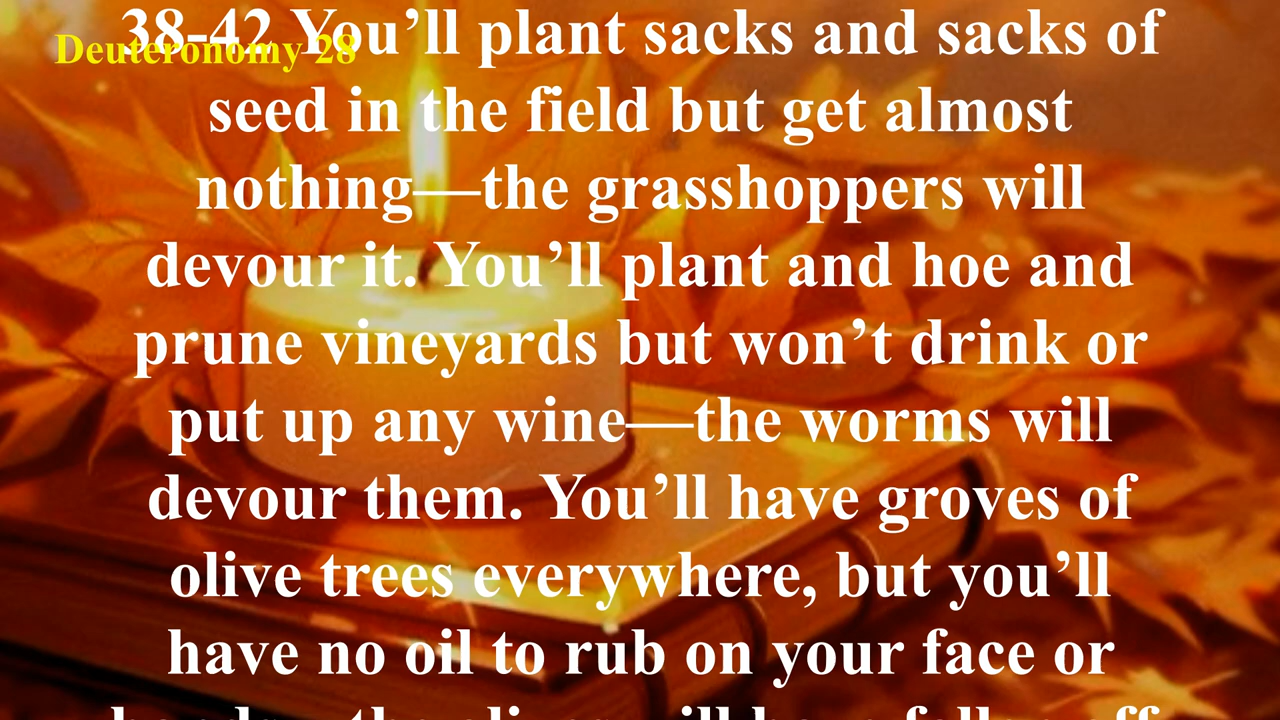 Deuteronomy 28
38-42 You’ll plant sacks and sacks of
seed in the field but get almost
nothing—the grasshoppers will
devour it. You’ll plant and hoe and
prune vineyards but won’t drink or
put up any wine—the worms will
devour them. You’ll have groves of
olive trees everywhere, but you’ll
have no oil to rub on your face or